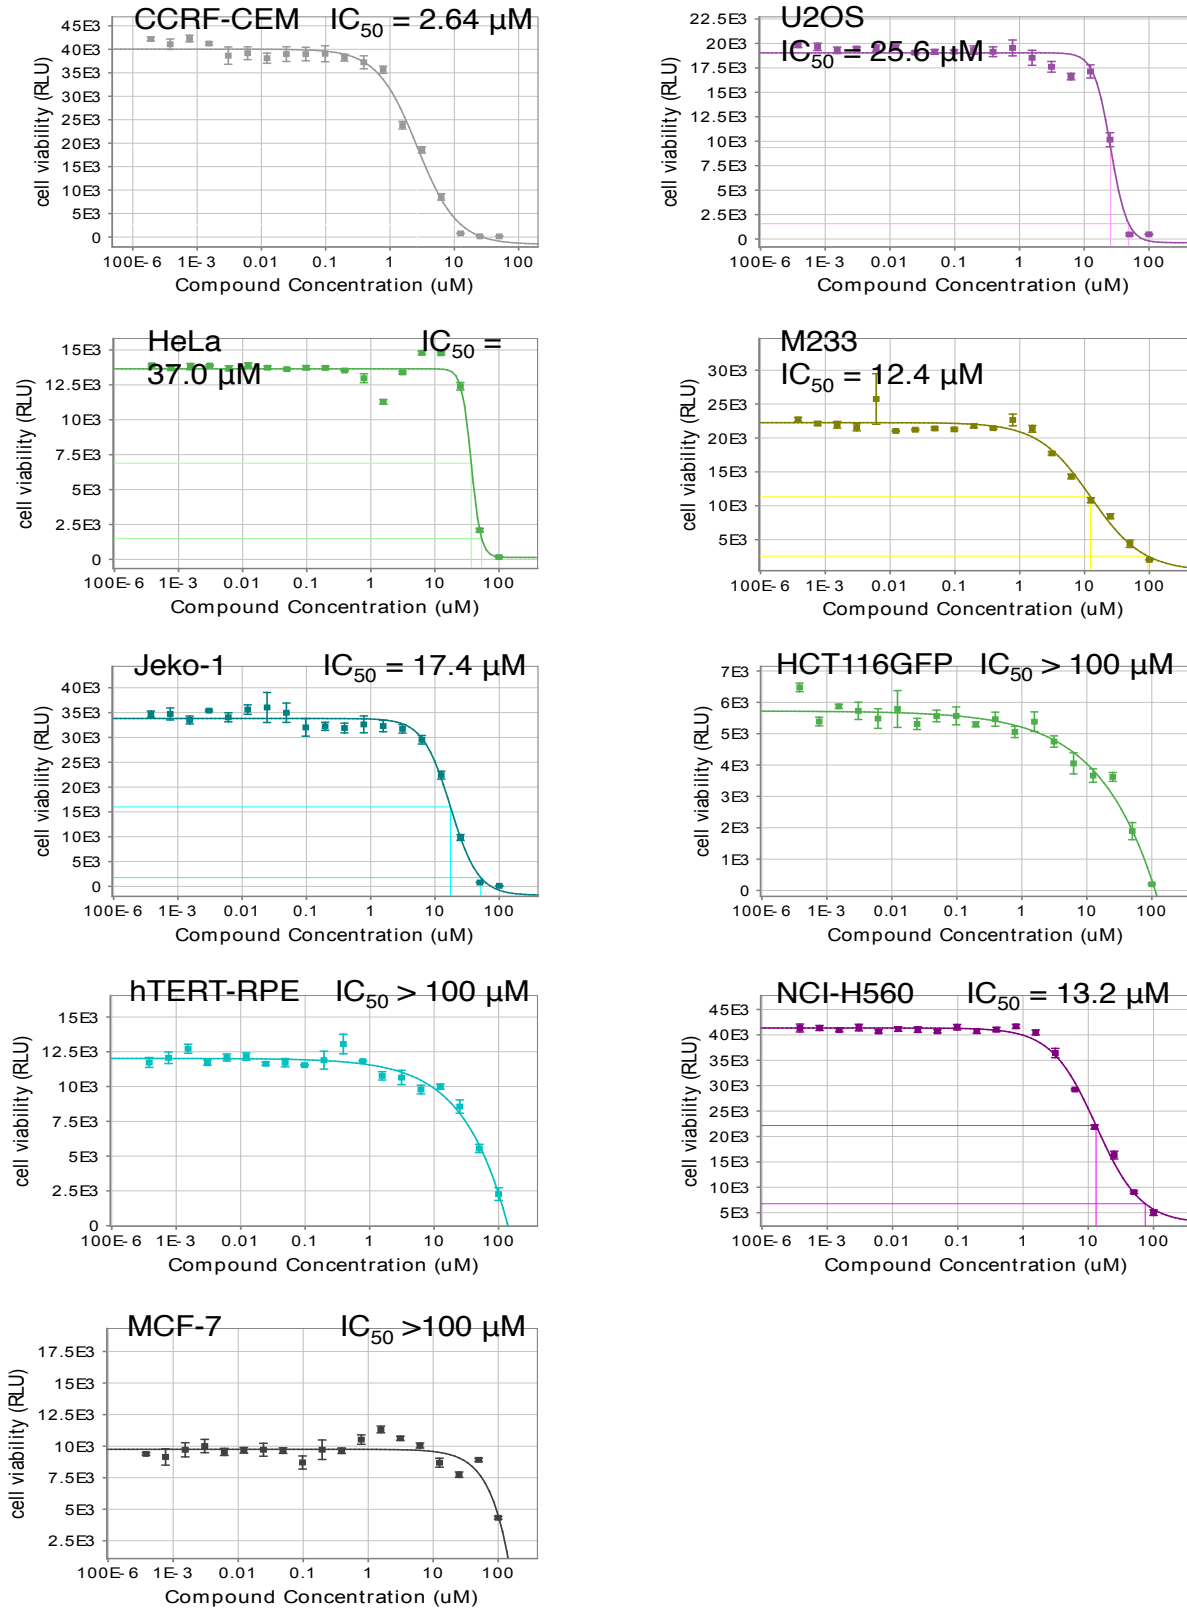 CCRF-CEM IC50 = 2.64 µM
45E3
40E3
35E3
30E3
25E3
20E3
15E3
10E3
5E3
0
cell viability (RLU)
100E-6 1E-3 0.01 0.1 1 10 100
Compound Concentration (uM)
U2OS
IC50 = 25.6 µM
22.5E3
20E3
17.5E3
15E3
12.5E3
10E3
7.5E3
5E3
2.5E3
0
cell viability (RLU)
100E-6 1E-3 0.01 0.1 1 10 100
Compound Concentration (uM)
HeLa IC50 =
37.0 µM
15E3
12.5E3
10E3
7.5E3
5E3
2.5E3
0
cell viability (RLU)
100E-6 1E-3 0.01 0.1 1 10 100
Compound Concentration (uM)
M233
IC50 = 12.4 µM
30E3
25E3
20E3
15E3
10E3
5E3
cell viability (RLU)
100E-6 1E-3 0.01 0.1 1 10 100
Compound Concentration (uM)
Jeko-1 IC50 = 17.4 µM
40E3
35E3
30E3
25E3
20E3
15E3
10E3
5E3
0
cell viability (RLU)
100E-6 1E-3 0.01 0.1 1 10 100
Compound Concentration (uM)
HCT116GFP IC50 > 100 µM
7E3
6E3
5E3
4E3
3E3
2E3
1E3
0
cell viability (RLU)
100E-6 1E-3 0.01 0.1 1 10 100
Compound Concentration (uM)
hTERT-RPE IC50 > 100 µM
15E3
12.5E3
10E3
7.5E3
5E3
2.5E3
0
cell viability (RLU)
100E-6 1E-3 0.01 0.1 1 10 100
Compound Concentration (uM)
NCI-H560 IC50 = 13.2 µM
45E3
40E3
35E3
30E3
25E3
20E3
15E3
10E3
5E3
cell viability (RLU)
100E-6 1E-3 0.01 0.1 1 10 100
Compound Concentration (uM)
MCF-7 IC50 >100 µM
17.5E3
15E3
12.5E3
10E3
7.5E3
5E3
2.5E3
cell viability (RLU)
100E-6 1E-3 0.01 0.1 1 10 100
Compound Concentration (uM)